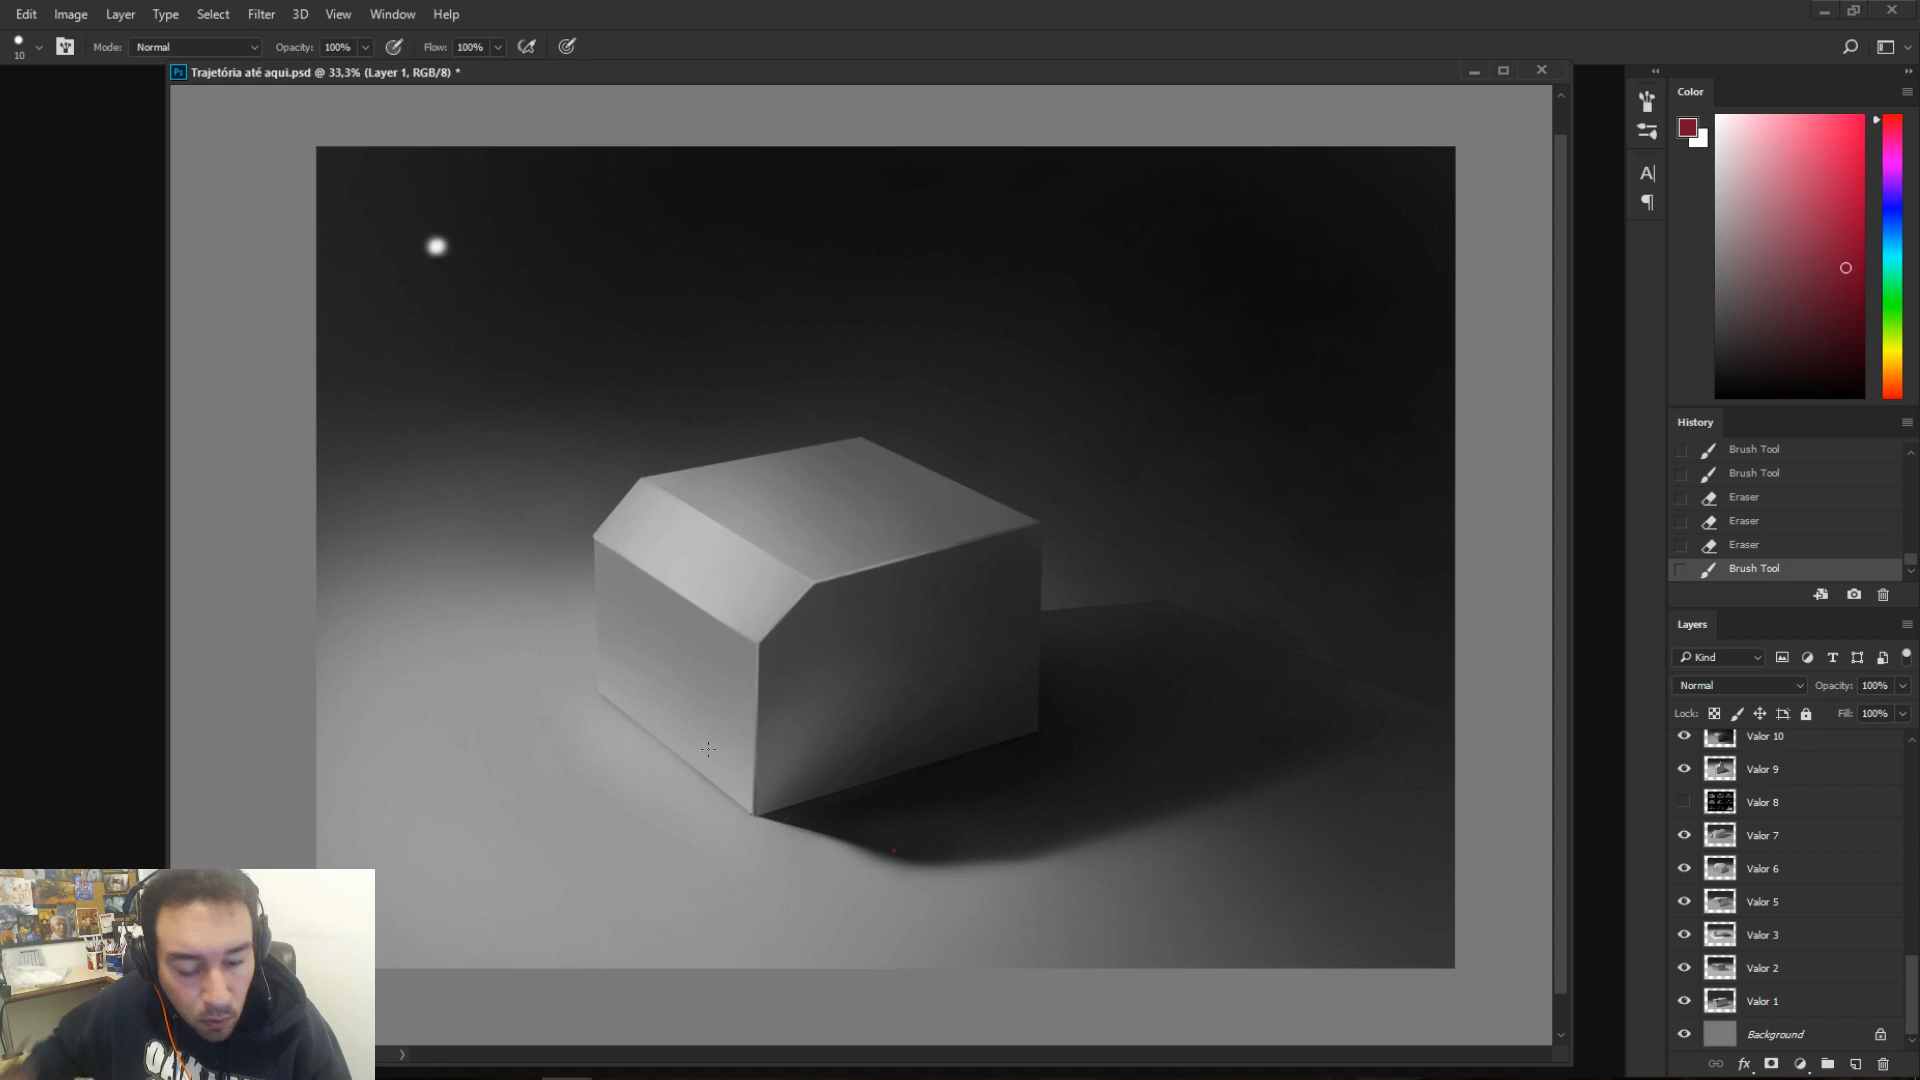 Edit Image Layer Type Select Filter 3D View Window Help
10 Mode: Normal Opacity: 100% Flow: 100%
Ps Trajetória até aqui.psd @ 33,3% (Layer 1, RGB/8) *
Color
A|
¶
History
Brush Tool
Brush Tool
Eraser
Eraser
Eraser
Brush Tool
Layers
Kind
Normal Opacity: 100%
Lock: Fill: 100%
Valor 10
Valor 9
Valor 8
Valor 7
Valor 6
Valor 5
Valor 3
Valor 2
Valor 1
Background
fx